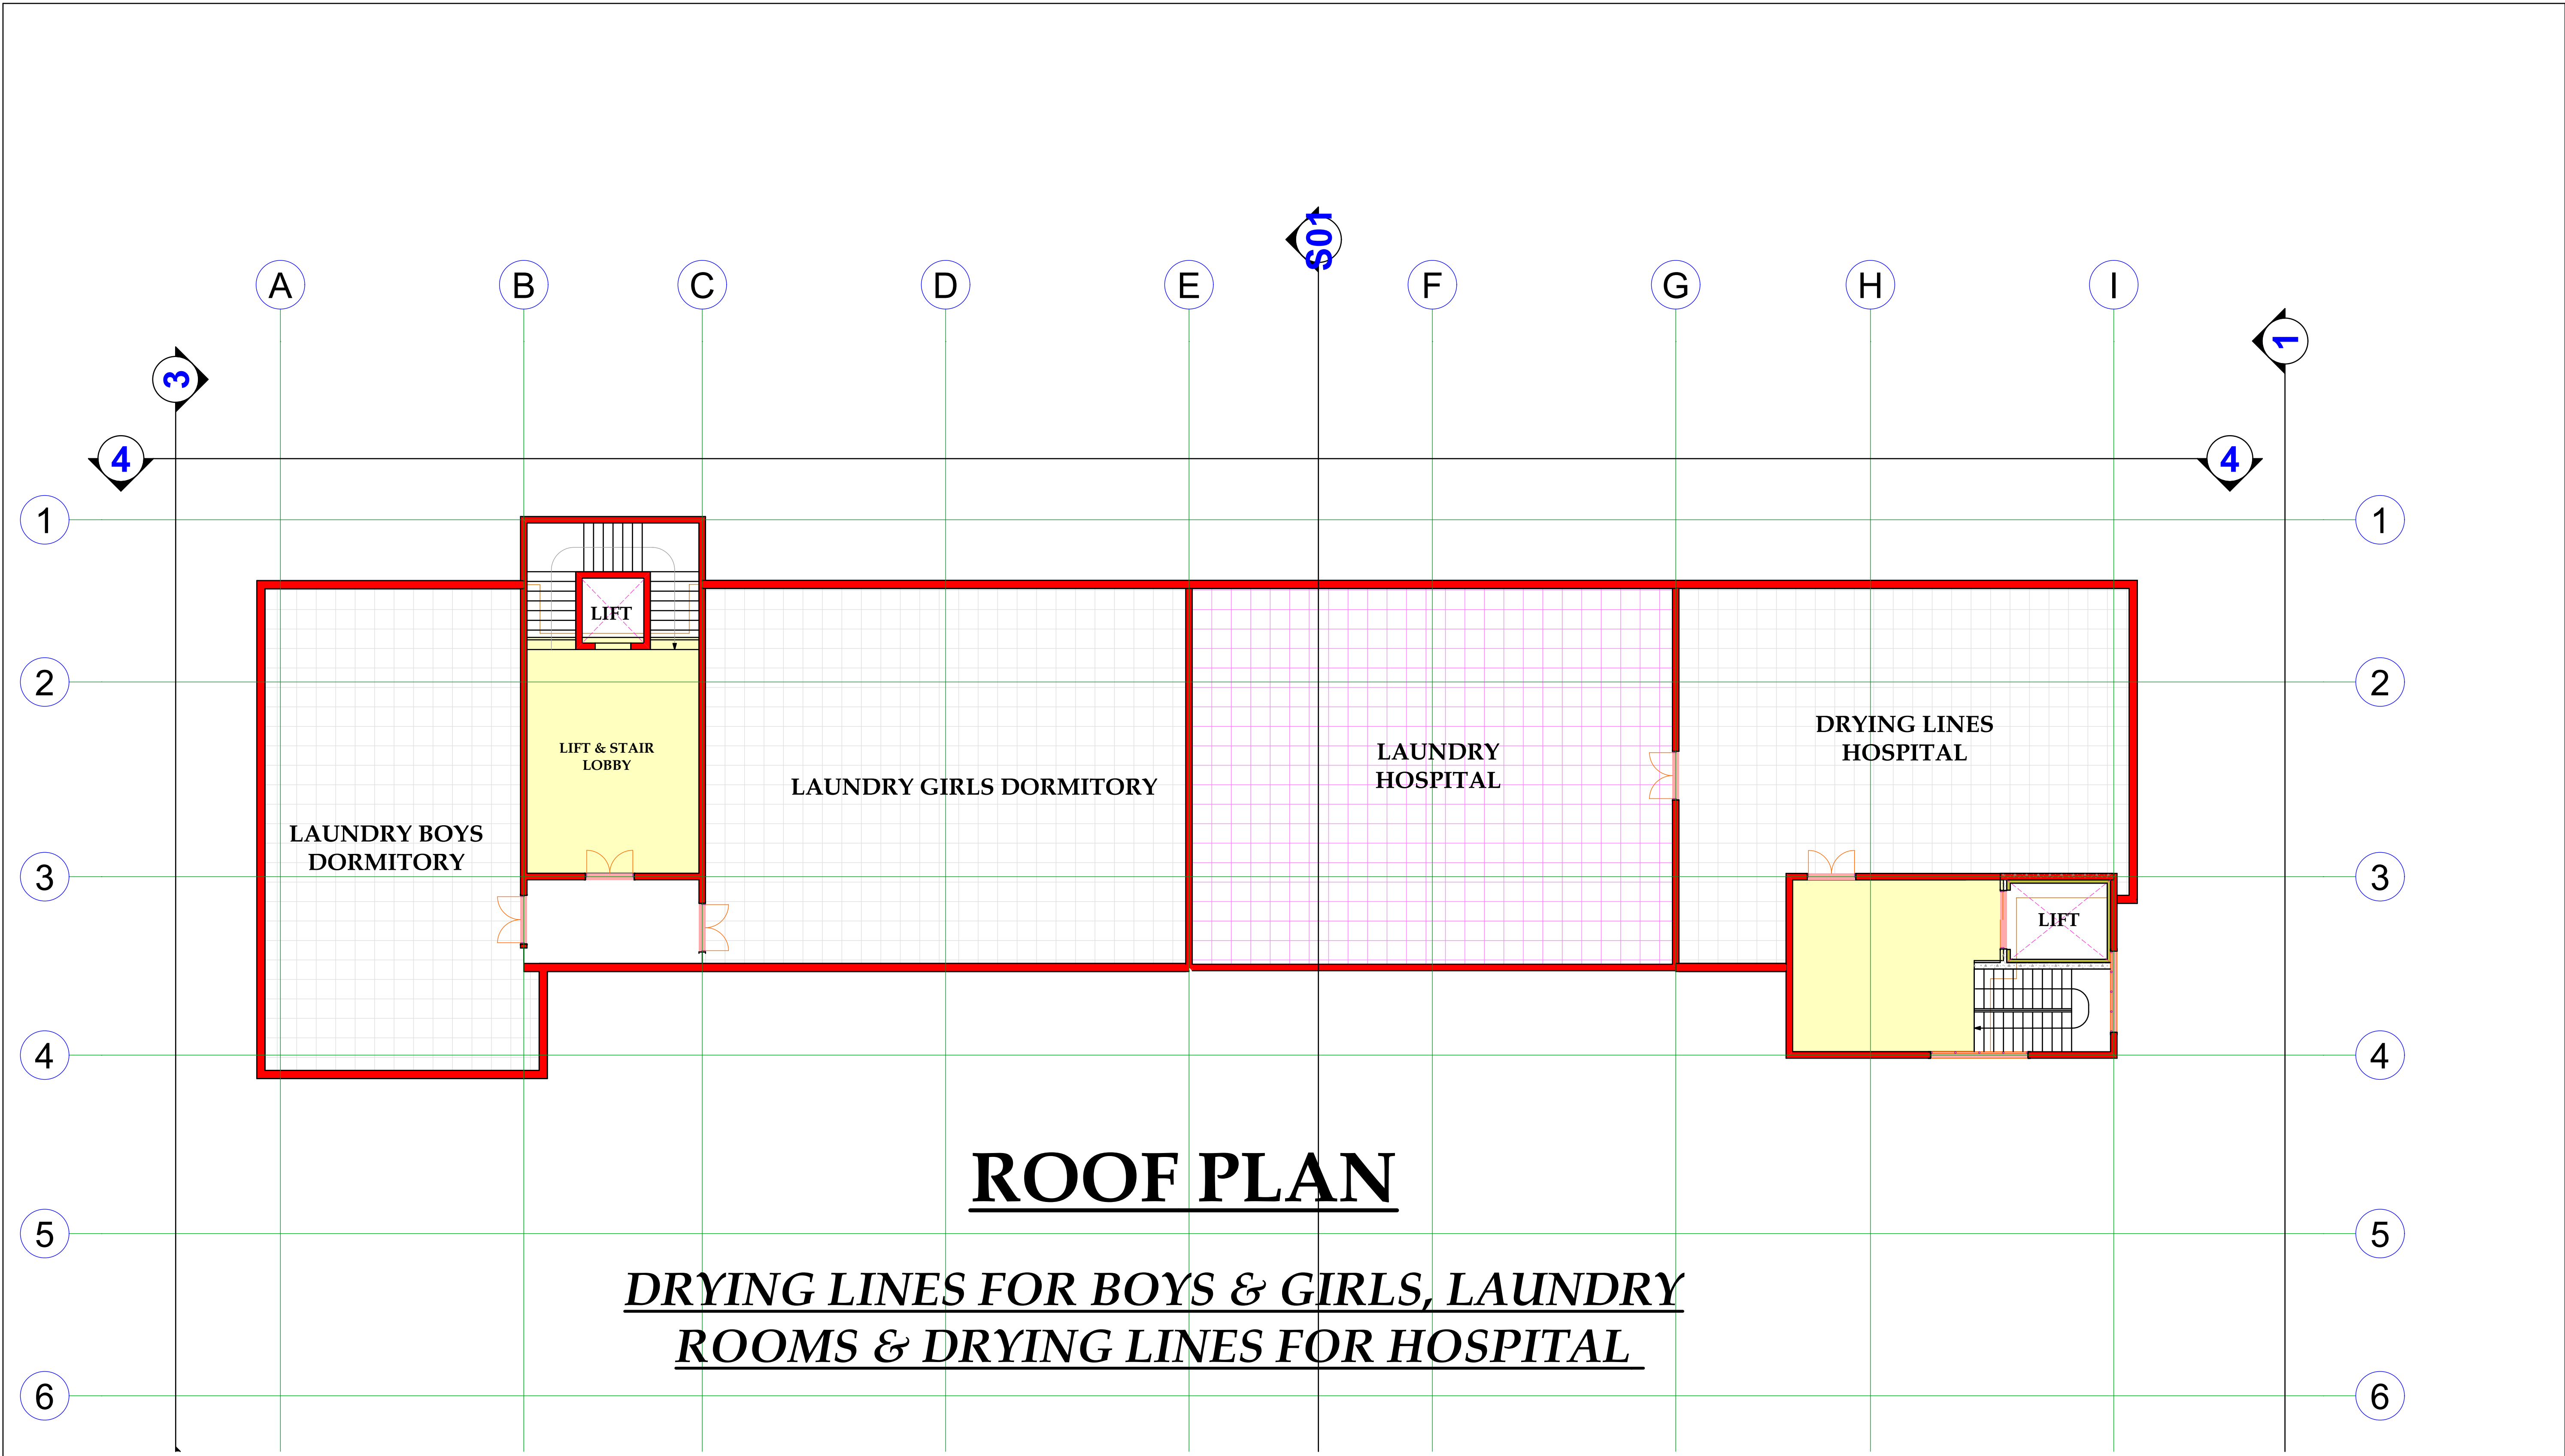 S01
A B C D E F G H I
1
3
4 4
1 1
LIFT
2 2
LIFT & STAIR
LOBBY
LAUNDRY GIRLS DORMITORY
LAUNDRY
HOSPITAL
DRYING LINES
HOSPITAL
LAUNDRY BOYS
DORMITORY
3 3
LIFT
4 4
ROOF PLAN
5 5
DRYING LINES FOR BOYS & GIRLS, LAUNDRY
ROOMS & DRYING LINES FOR HOSPITAL
6 6